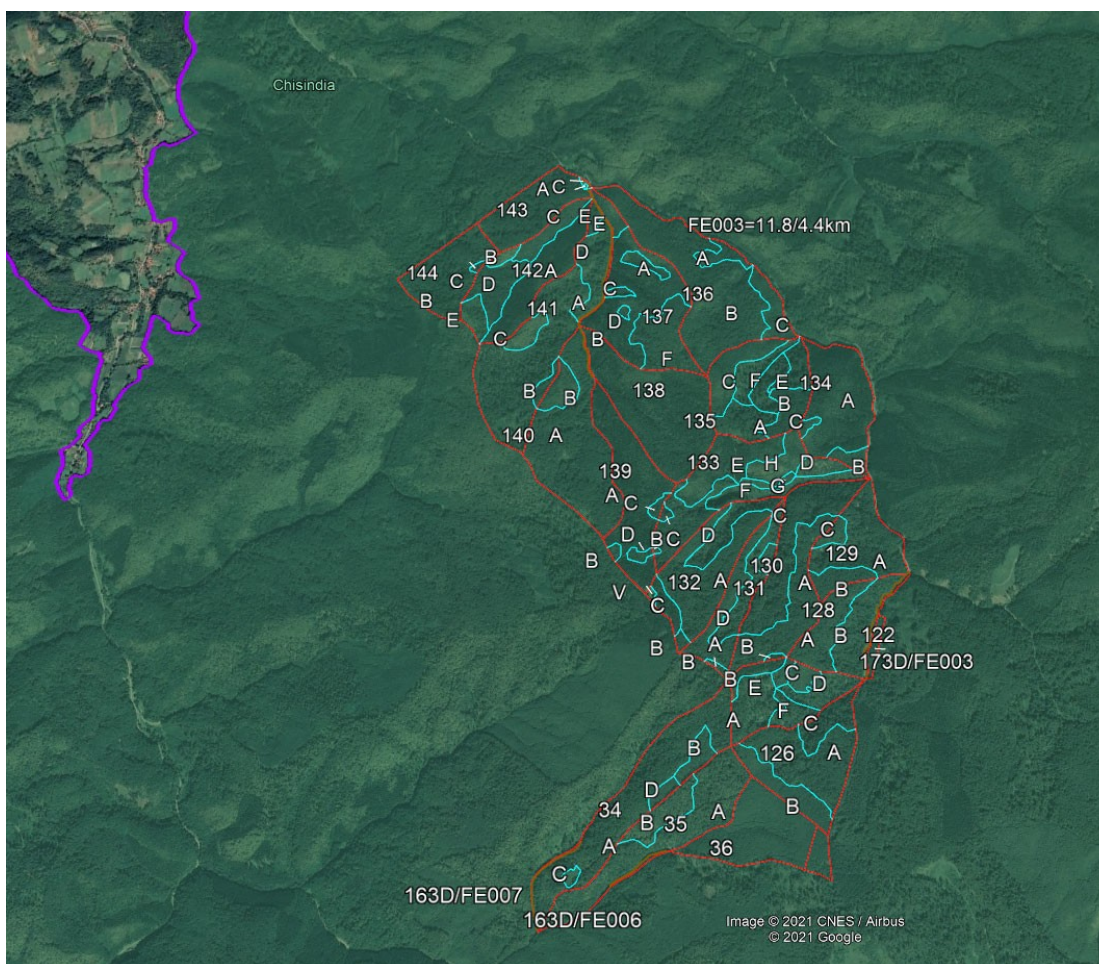 Chisindia
A C
143
C
E
E
FE003=11.8/4.4km
B
D
A
A
144
C
D
142
A
136
B
C
A
B
E
141
D
137
C
C
B
F
B
B
138
C
F
E
134
A
B
140
A
135
A
C
133
E
H
D
B
139
A
C
F
G
C
D
B
C
D
C
129
B
130
A
V
132
A
131
A
B
C
D
128
A
B
122
B
A
B
173D/FE003
B
B
C
D
E
A
F
C
B
126
A
D
B
34
B
35
A
A
36
C
163D/FE007
163D/FE006
Image © 2021 CNES / Airbus
© 2021 Google